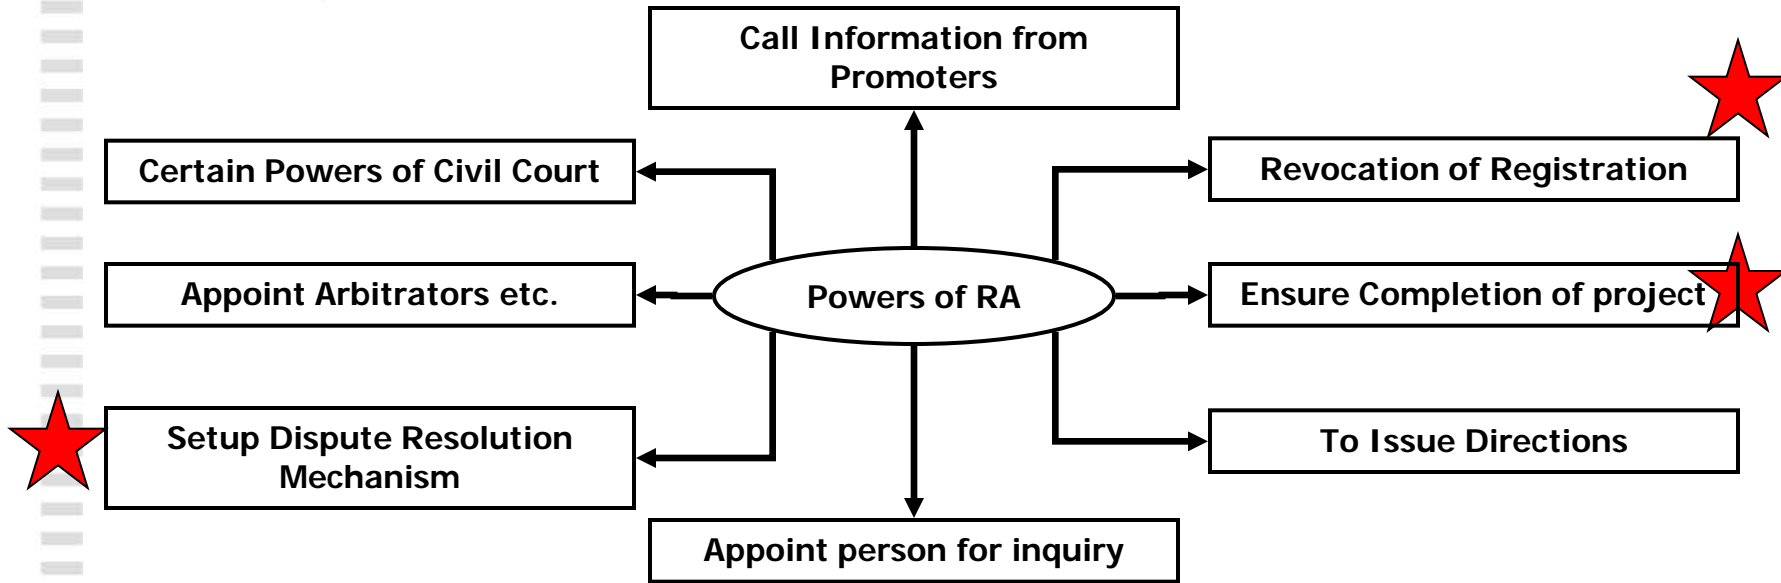 Call Information from
Promoters
Certain Powers of Civil Court
Revocation of Registration
Appoint Arbitrators etc.
Powers of RA
Ensure Completion of project
Setup Dispute Resolution
Mechanism
To Issue Directions
Appoint person for inquiry